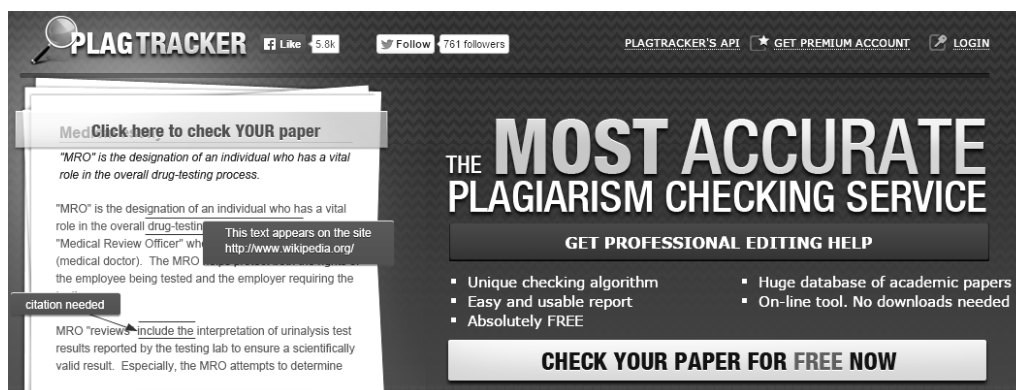 PLAGTRACKER
Like 5.8k
Follow 761 followers
PLAGTRACKER'S API
GET PREMIUM ACCOUNT
LOGIN
Click here to check YOUR paper
"MRO" is the designation of an individual who has a vital
role in the overall drug-testing process.
"MRO" is the designation of an individual who has a vital
role in the overall drug-testin
This text appears on the site
http://www.wikipedia.org/
"Medical Review Officer"
(medical doctor). The MRO
the employee being tested and the employer requiring the
citation needed
MRO "reviews" include the interpretation of urinalysis test
results reported by the testing lab to ensure a scientifically
valid result. Especially, the MRO attempts to determine
THE MOST ACCURATE
PLAGIARISM CHECKING SERVICE
GET PROFESSIONAL EDITING HELP
Unique checking algorithm
Easy and usable report
Absolutely FREE
Huge database of academic papers
On-line tool. No downloads needed
CHECK YOUR PAPER FOR FREE NOW